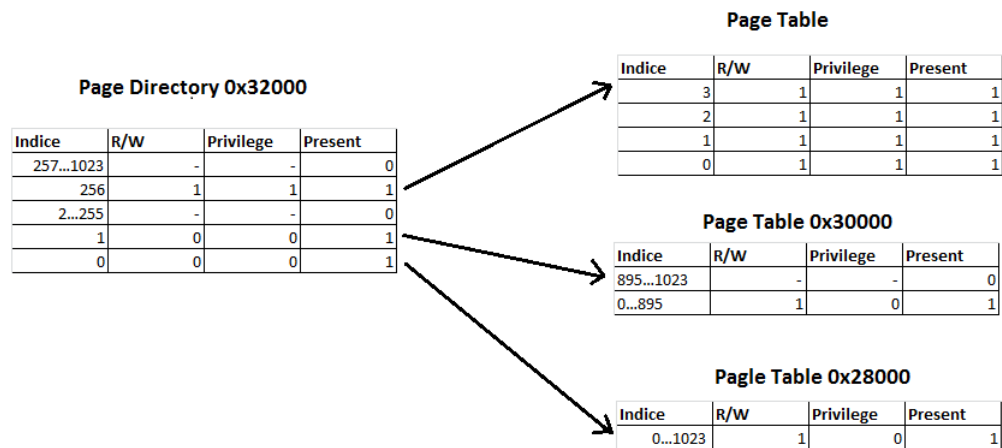 Page Directory 0x32000
Indice R/W Privilege Present
257...1023 - - 0
256 1 1 1
2...255 - - 0
1 0 0 1
0 0 0 1
Page Table
Indice R/W Privilege Present
3 1 1 1
2 1 1 1
1 1 1 1
0 1 1 1
Page Table 0x30000
Indice R/W Privilege Present
895...1023 - - 0
0...895 1 0 1
Pagle Table 0x28000
Indice R/W Privilege Present
0...1023 1 0 1